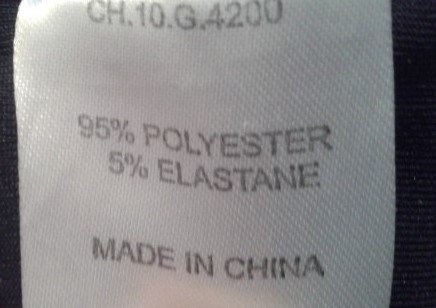 CH.10.G.4200
95% POLYESTER
5% ELASTANE
MADE IN CHINA